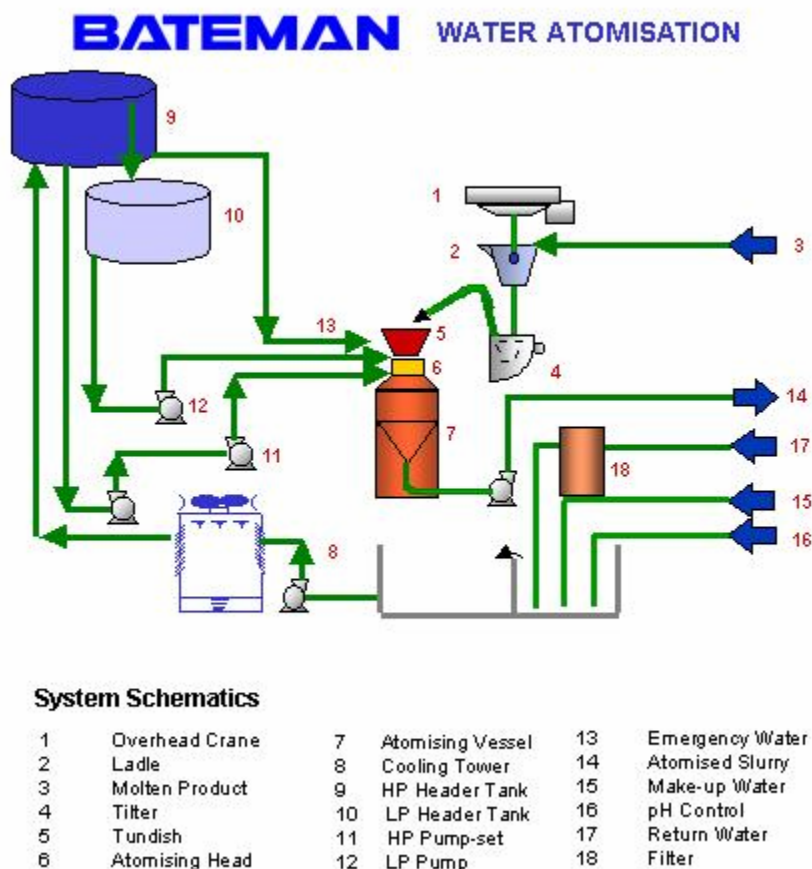 BATEMAN WATER ATOMISATION
9
10
1
2
3
13
5
6
4
12
7
14
11
17
18
15
8
16
System Schematics
1 Overhead Crane 7 Atomising Vessel 13 Emergency Water
2 Ladle 8 Cooling Tower 14 Atomised Slurry
3 Molten Product 9 HP Header Tank 15 Make-up Water
4 Tilter 10 LP Header Tank 16 pH Control
5 Tundish 11 HP Pump-set 17 Return Water
6 Atomising Head 12 LP Pump 18 Filter